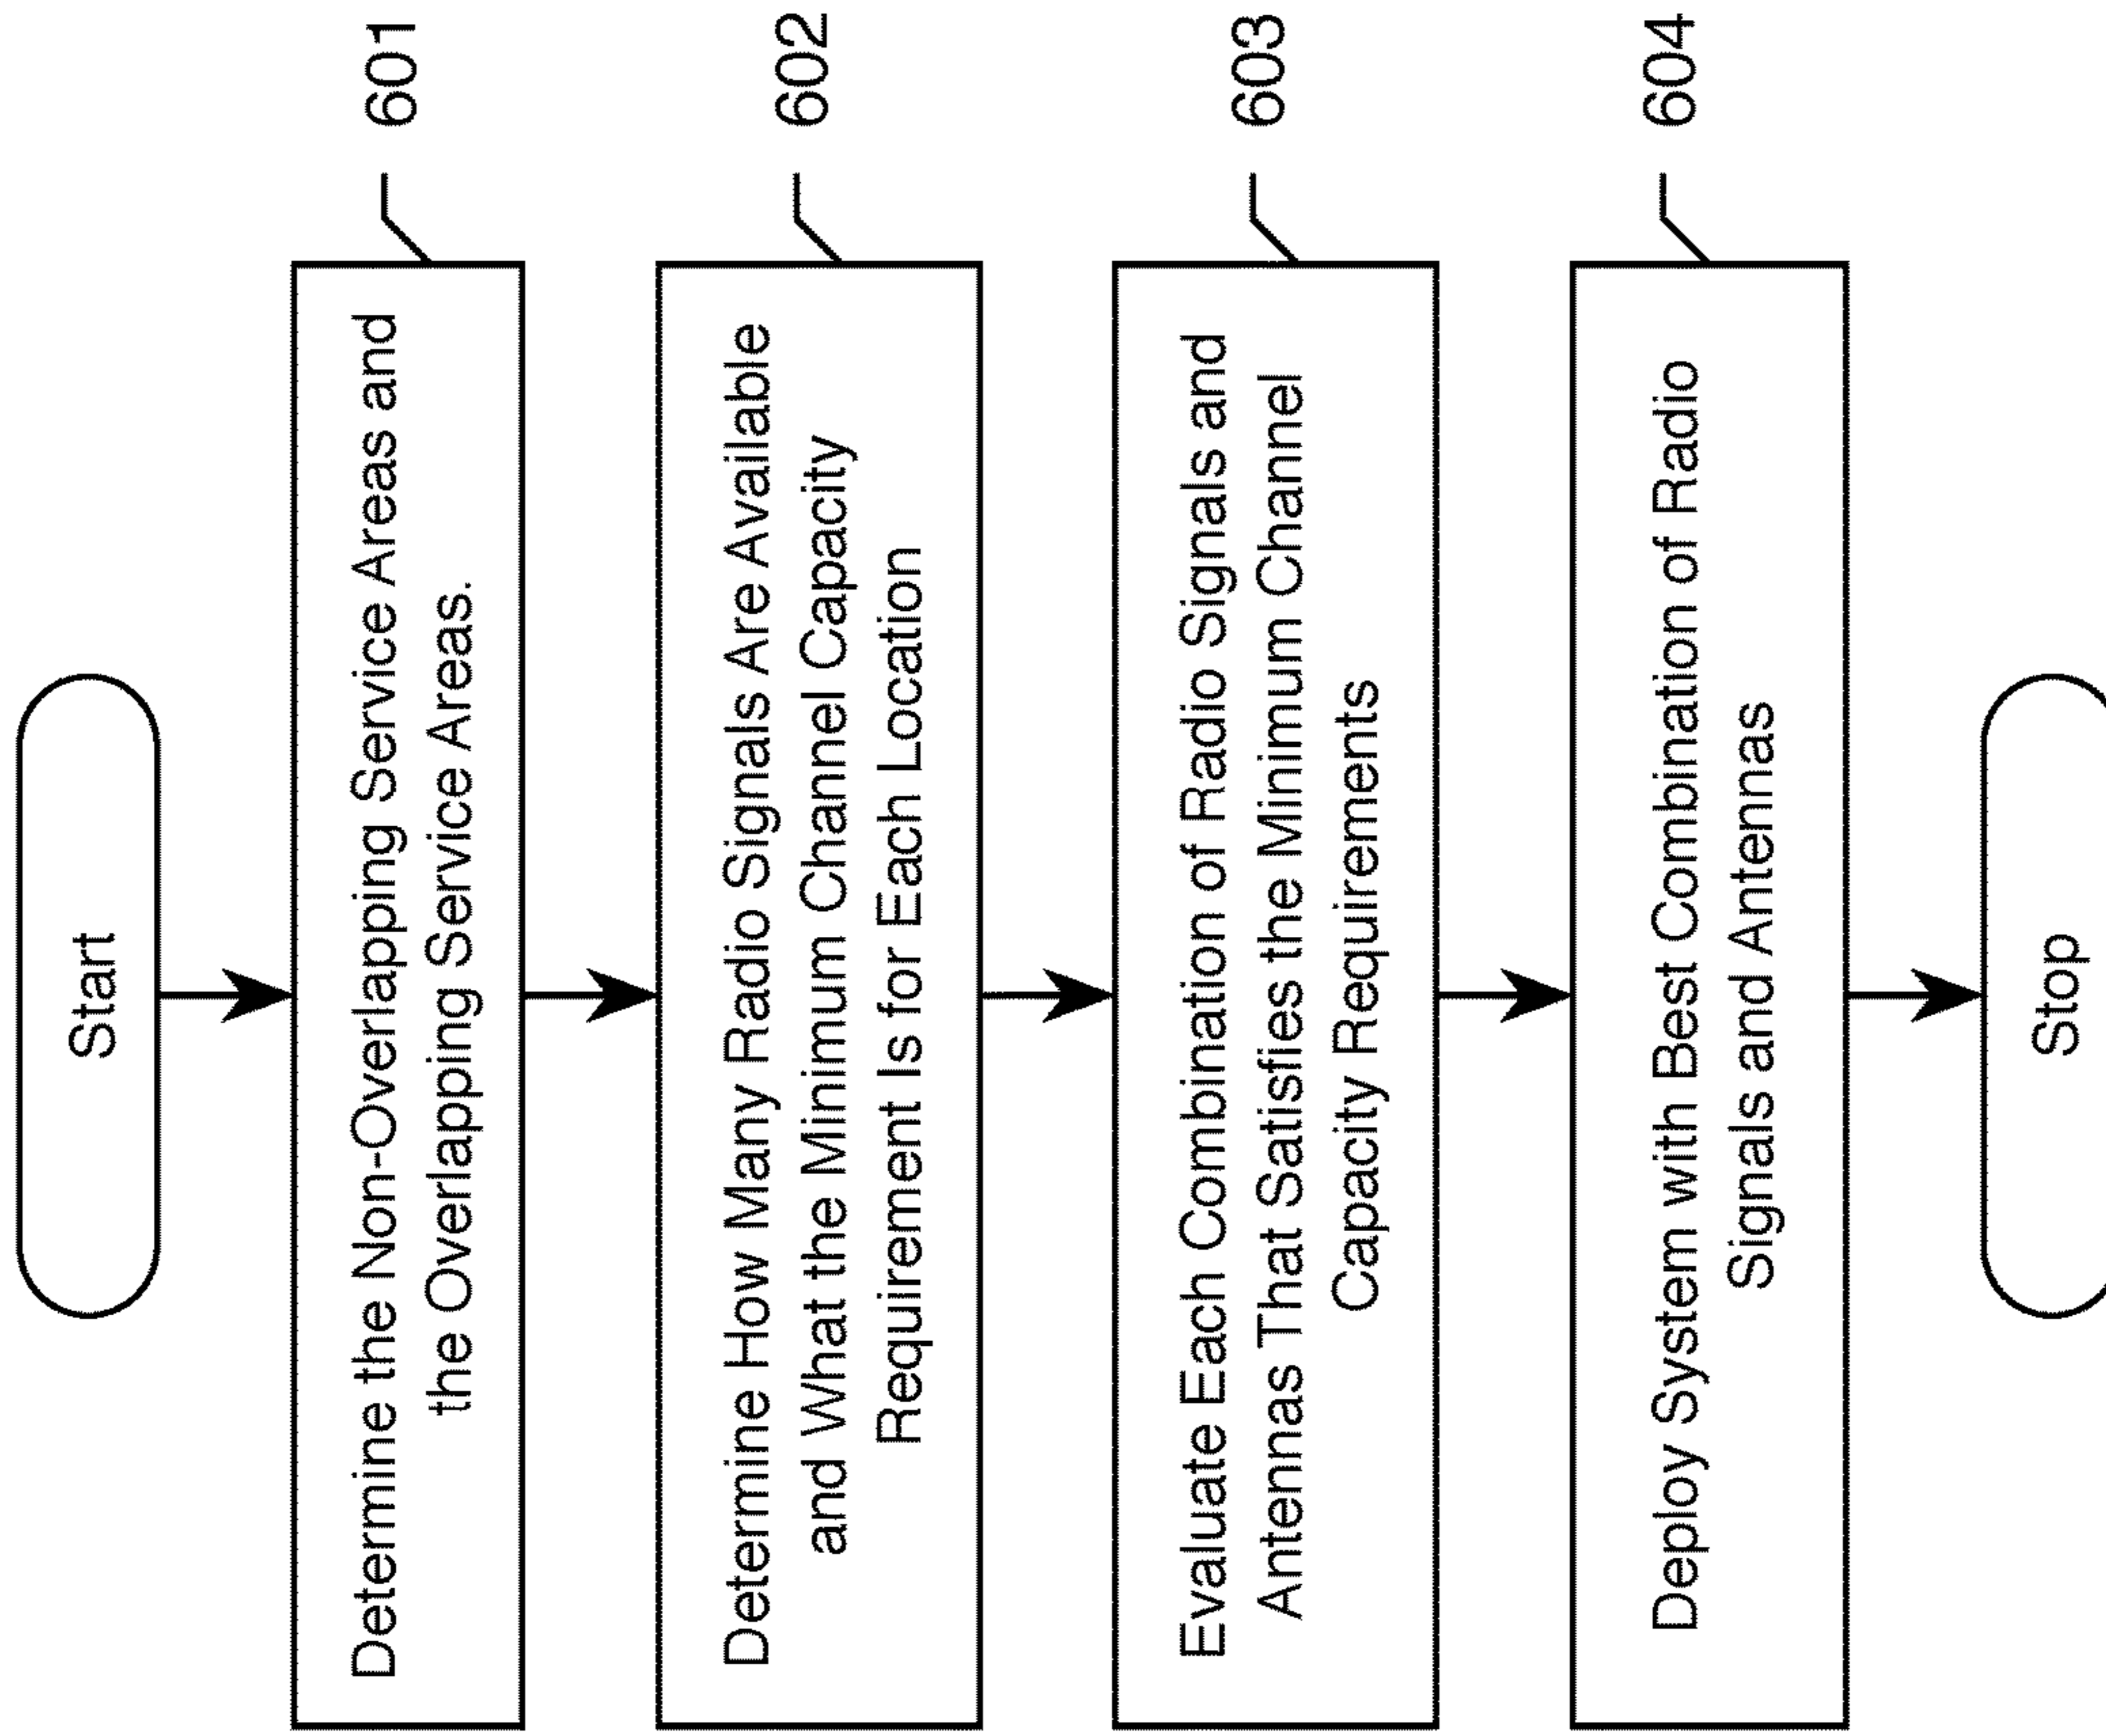 Start
Determine the Non-Overlapping Service Areas and
the Overlapping Service Areas.
601
Determine How Many Radio Signals Are Available
and What the Minimum Channel Capacity
Requirement Is for Each Location
602
Evaluate Each Combination of Radio Signals and
Antennas That Satisfies the Minimum Channel
Capacity Requirements
603
Deploy System with Best Combination of Radio
Signals and Antennas
604
Stop